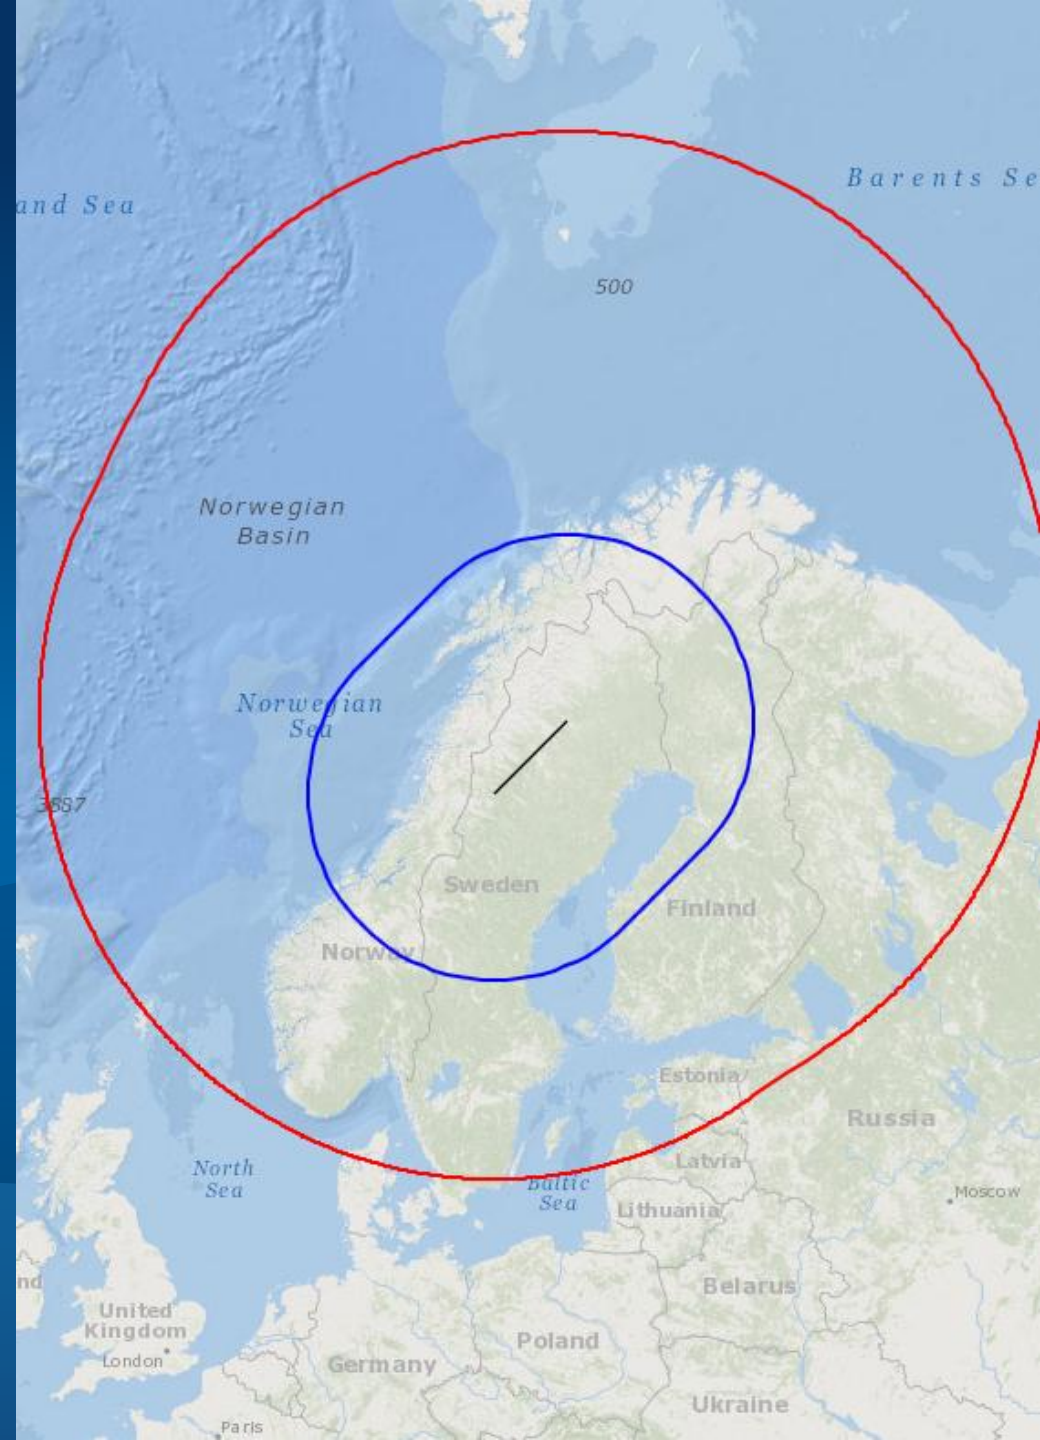 and Sea
Barents Se
500
Norwegian
Basin
Norwegian
Sea
3887
Sweden
Finland
Norway
Estonia
Russia
North
Sea
Latvia
Baltic
Sea
Moscow
Lithuania
nd
Belarus
United
Kingdom
London
Poland
Germany
Ukraine
Paris